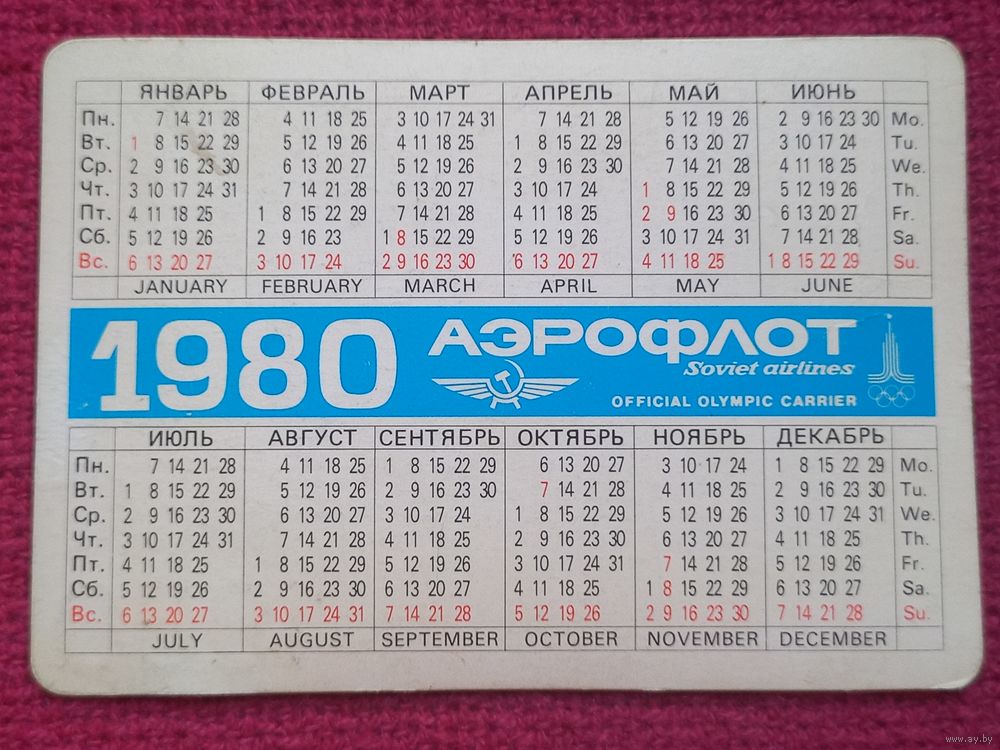 ЯНВАРЬ ФЕВРАЛЬ МАРТ АПРЕЛЬ МАЙ ИЮНЬ
Пн. 7 14 21 28 4 11 18 25 3 10 17 24 31 7 14 21 28 5 12 19 26 2 9 16 23 30 Mo.
Вт. 1 8 15 22 29 5 12 19 26 4 11 18 25 1 8 15 22 29 6 13 20 27 3 10 17 24 Tu.
Ср. 2 9 16 23 30 6 13 20 27 5 12 19 26 2 9 16 23 30 7 14 21 28 4 11 18 25 We.
Чт. 3 10 17 24 31 7 14 21 28 6 13 20 27 3 10 17 24 1 8 15 22 29 5 12 19 26 Th.
Пт. 4 11 18 25 1 8 15 22 29 7 14 21 28 4 11 18 25 2 9 16 23 30 6 13 20 27 Fr.
Сб. 5 12 19 26 2 9 16 23 1 8 15 22 29 5 12 19 26 3 10 17 24 31 7 14 21 28 Sa.
Вс. 6 13 20 27 3 10 17 24 2 9 16 23 30 6 13 20 27 4 11 18 25 1 8 15 22 29 Su.
JANUARY FEBRUARY MARCH APRIL MAY JUNE
1980 АЭРОФЛОТ
Soviet airlines
OFFICIAL OLYMPIC CARRIER
ИЮЛЬ АВГУСТ СЕНТЯБРЬ ОКТЯБРЬ НОЯБРЬ ДЕКАБРЬ
Пн. 7 14 21 28 4 11 18 25 1 8 15 22 29 6 13 20 27 3 10 17 24 1 8 15 22 29 Mo.
Вт. 1 8 15 22 29 5 12 19 26 2 9 16 23 30 7 14 21 28 4 11 18 25 2 9 16 23 30 Tu.
Ср. 2 9 16 23 30 6 13 20 27 3 10 17 24 1 8 15 22 29 5 12 19 26 3 10 17 24 31 We.
Чт. 3 10 17 24 31 7 14 21 28 4 11 18 25 2 9 16 23 30 6 13 20 27 4 11 18 25 Th.
Пт. 4 11 18 25 1 8 15 22 29 5 12 19 26 3 10 17 24 31 7 14 21 28 5 12 19 26 Fr.
Сб. 5 12 19 26 2 9 16 23 30 6 13 20 27 4 11 18 25 1 8 15 22 29 6 13 20 27 Sa.
Вс. 6 13 20 27 3 10 17 24 31 7 14 21 28 5 12 19 26 2 9 16 23 30 7 14 21 28 Su.
JULY AUGUST SEPTEMBER OCTOBER NOVEMBER DECEMBER
www.ay.by